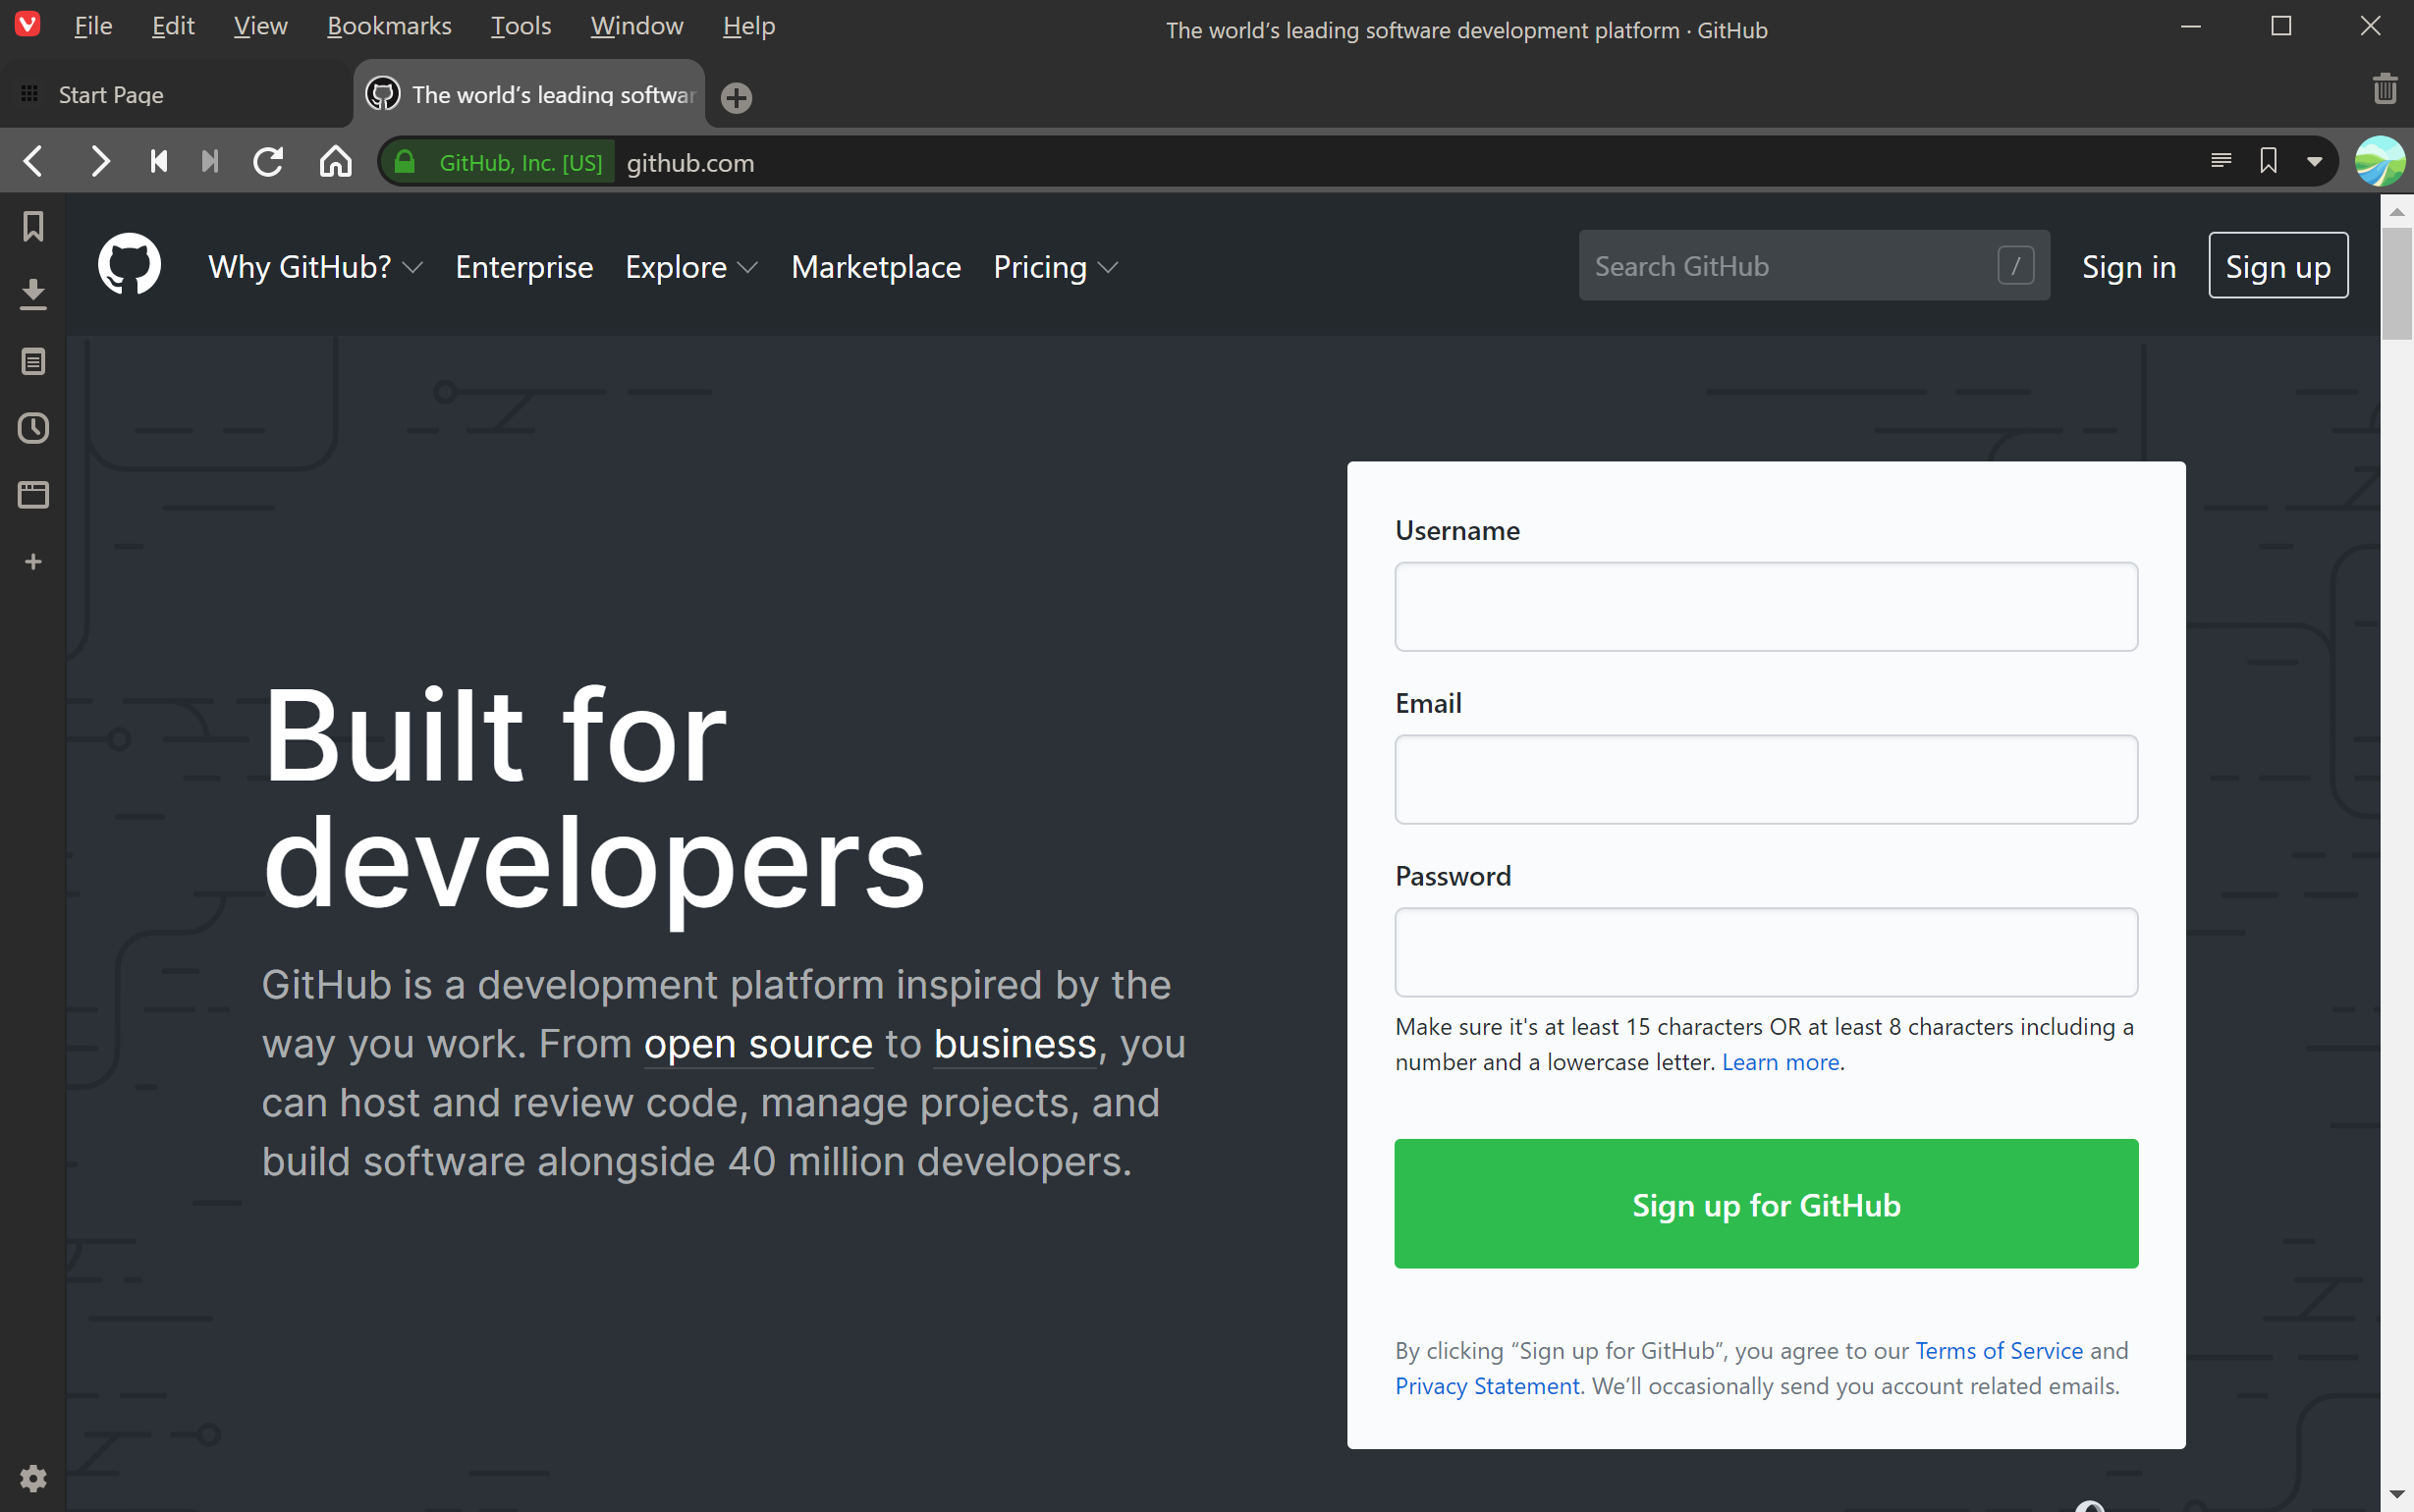 File Edit View Bookmarks Tools Window Help
The world’s leading software development platform · GitHub
Start Page
The world’s leading softwar
GitHub, Inc. [US] github.com
Why GitHub? Enterprise Explore Marketplace Pricing
Search GitHub /
Sign in
Sign up
Built for
developers
GitHub is a development platform inspired by the
way you work. From open source to business, you
can host and review code, manage projects, and
build software alongside 40 million developers.
Username
Email
Password
Make sure it's at least 15 characters OR at least 8 characters including a
number and a lowercase letter. Learn more.
Sign up for GitHub
By clicking “Sign up for GitHub”, you agree to our Terms of Service and
Privacy Statement. We’ll occasionally send you account related emails.